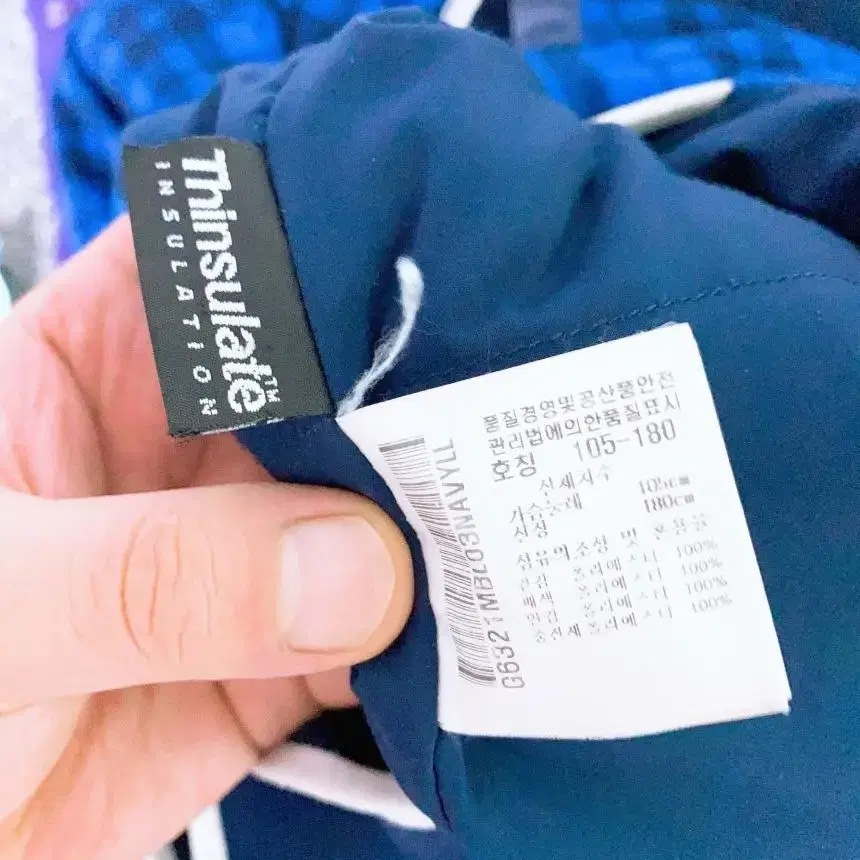 Thinsulate™
INSULATION
품질경영및공산품안전
관리법에의한품질표시
호칭 105-180
신체치수
가슴둘레 105cm
신장 180cm
섬유의조성 및 혼용율
겉감 폴리에스터 100%
배색 폴리에스터 100%
안감 폴리에스터 100%
충전재 폴리에스터 100%
G6321MBL03NAVYLL